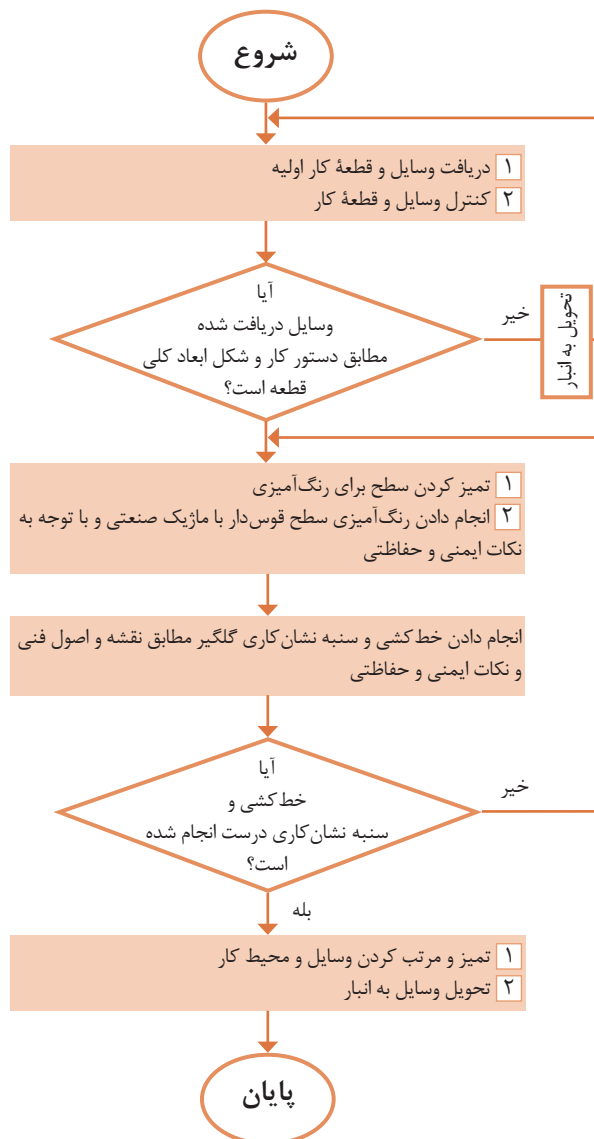 شروع
۱ دریافت وسایل و قطعهٔ کار اولیه
۲ کنترل وسایل و قطعهٔ کار
آیا
وسایل دریافت شده
مطابق دستور کار و شکل ابعاد کلی
قطعه است؟
خیر
تحویل به انبار
۱ تمیز کردن سطح برای رنگ‌آمیزی
۲ انجام دادن رنگ‌آمیزی سطح قوس‌دار با ماژیک صنعتی و با توجه به
نکات ایمنی و حفاظتی
انجام دادن خط‌کشی و سنبه نشان‌کاری گلگیر مطابق نقشه و اصول فنی
و نکات ایمنی و حفاظتی
آیا
خط‌کشی و
سنبه نشان‌کاری درست انجام شده
است؟
خیر
بله
۱ تمیز و مرتب کردن وسایل و محیط کار
۲ تحویل وسایل به انبار
پایان